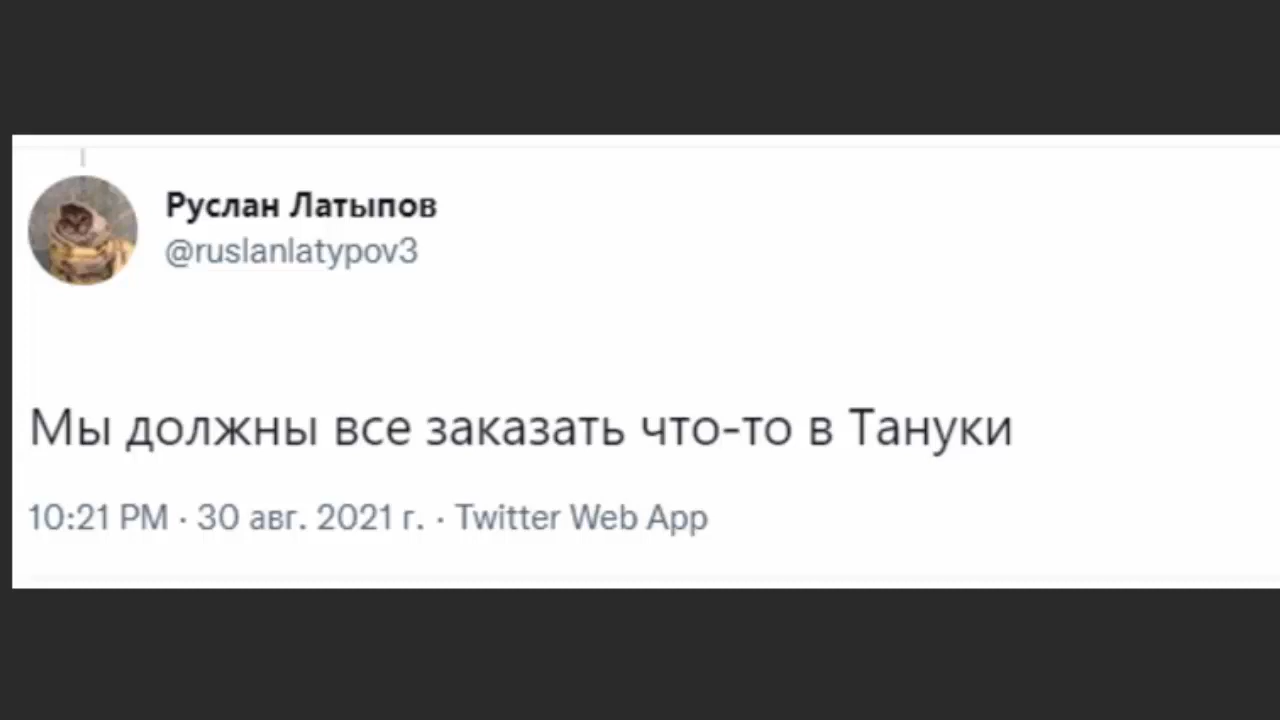 Руслан Латыпов
@ruslanlatypov3
Мы должны все заказать что-то в Тануки
10:21 PM · 30 авг. 2021 г. · Twitter Web App